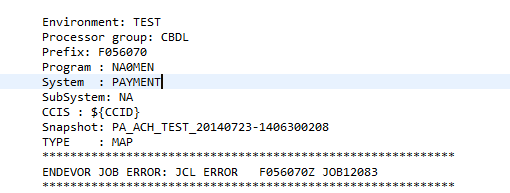 Environment: TEST
Processor group: CBDL
Prefix: F056070
Program : NA0MEN
System  : PAYMENT
SubSystem: NA
CCIS : ${CCID}
Snapshot: PA_ACH_TEST_20140723-1406300208
TYPE    : MAP
***********************************************************
ENDEVOR JOB ERROR: JCL ERROR   F056070Z JOB12083
***********************************************************